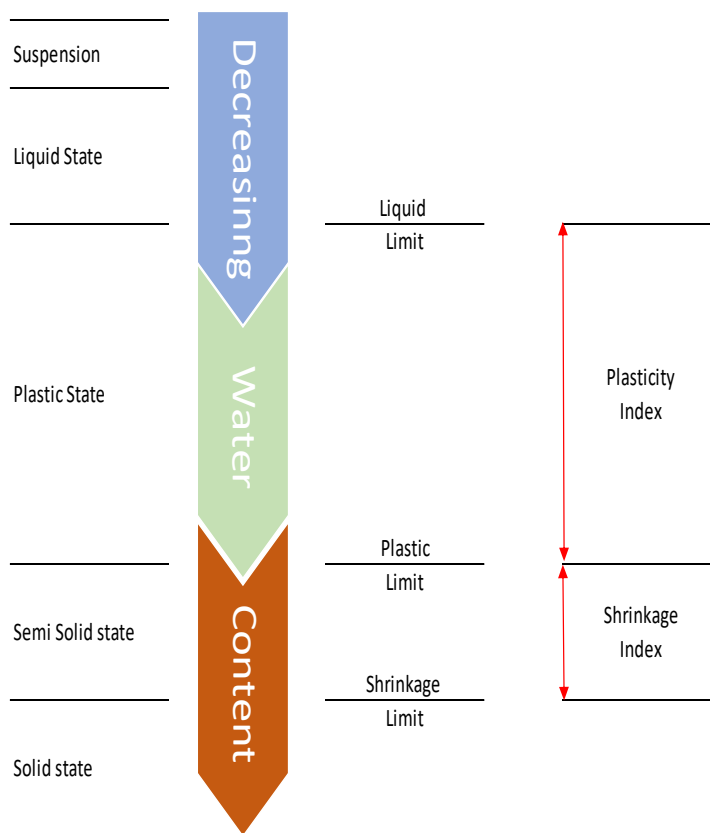 Suspension
Liquid State
Plastic State
Semi Solid state
Solid state
Decreasinng
Water
Content
Liquid
Limit
Plastic
Limit
Shrinkage
Limit
Plasticity
Index
Shrinkage
Index